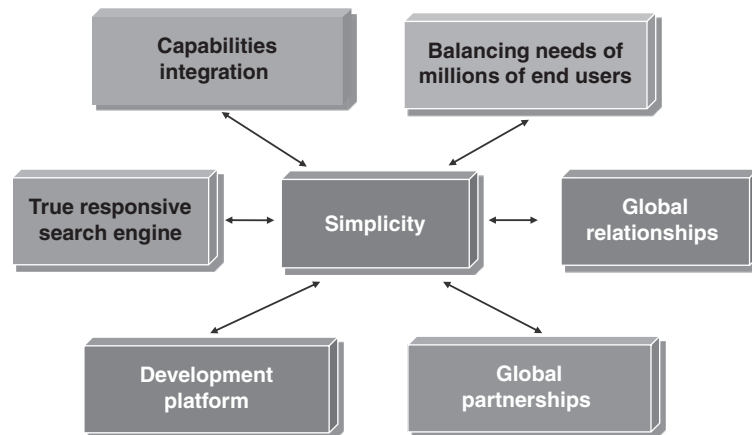 Capabilities
integration
Balancing needs of
millions of end users
True responsive
search engine
Simplicity
Global
relationships
Development
platform
Global
partnerships